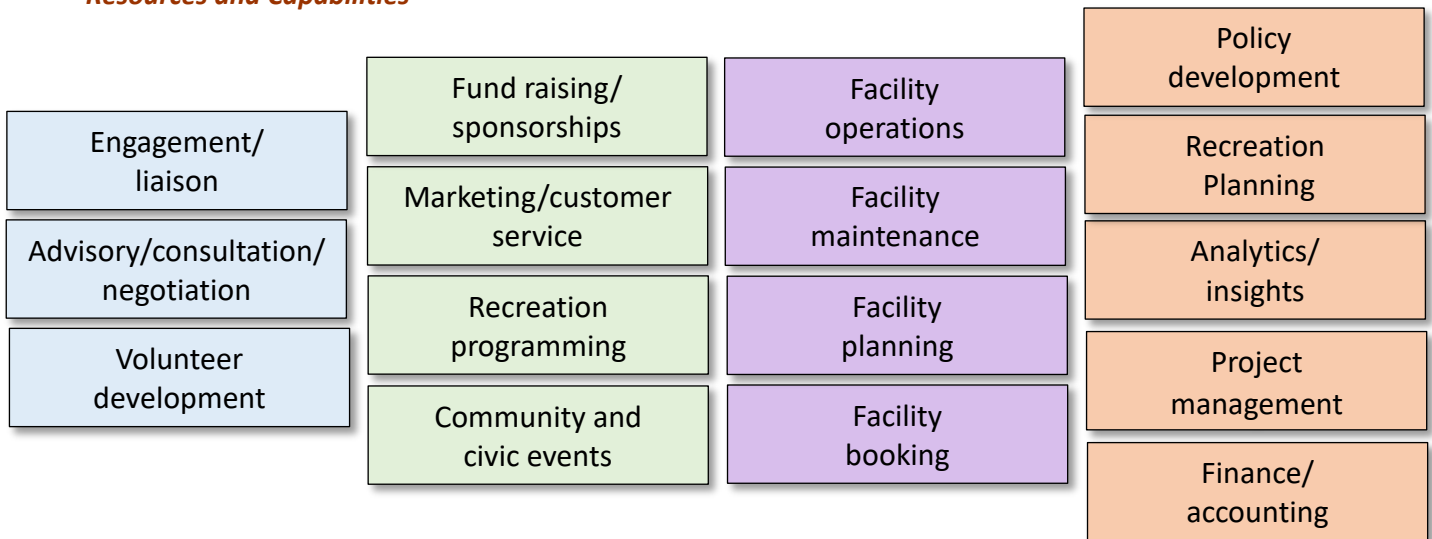 Resources and Capabilities
Engagement/
liaison
Advisory/consultation/
negotiation
Volunteer
development
Fund raising/
sponsorships
Marketing/customer
service
Recreation
programming
Community and
civic events
Facility
operations
Facility
maintenance
Facility
planning
Facility
booking
Policy
development
Recreation
Planning
Analytics/
insights
Project
management
Finance/
accounting